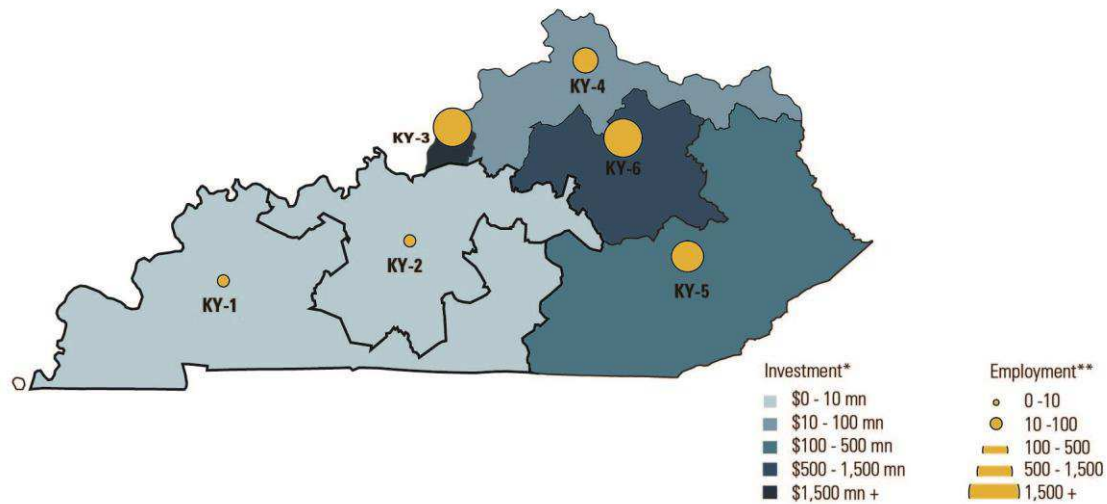 KY-4
KY-3
KY-6
KY-2
KY-5
KY-1
Investment*
$0 - 10 mn
$10 - 100 mn
$100 - 500 mn
$500 - 1,500 mn
$1,500 mn +
Employment**
0 -10
10 -100
100 - 500
500 - 1,500
1,500 +